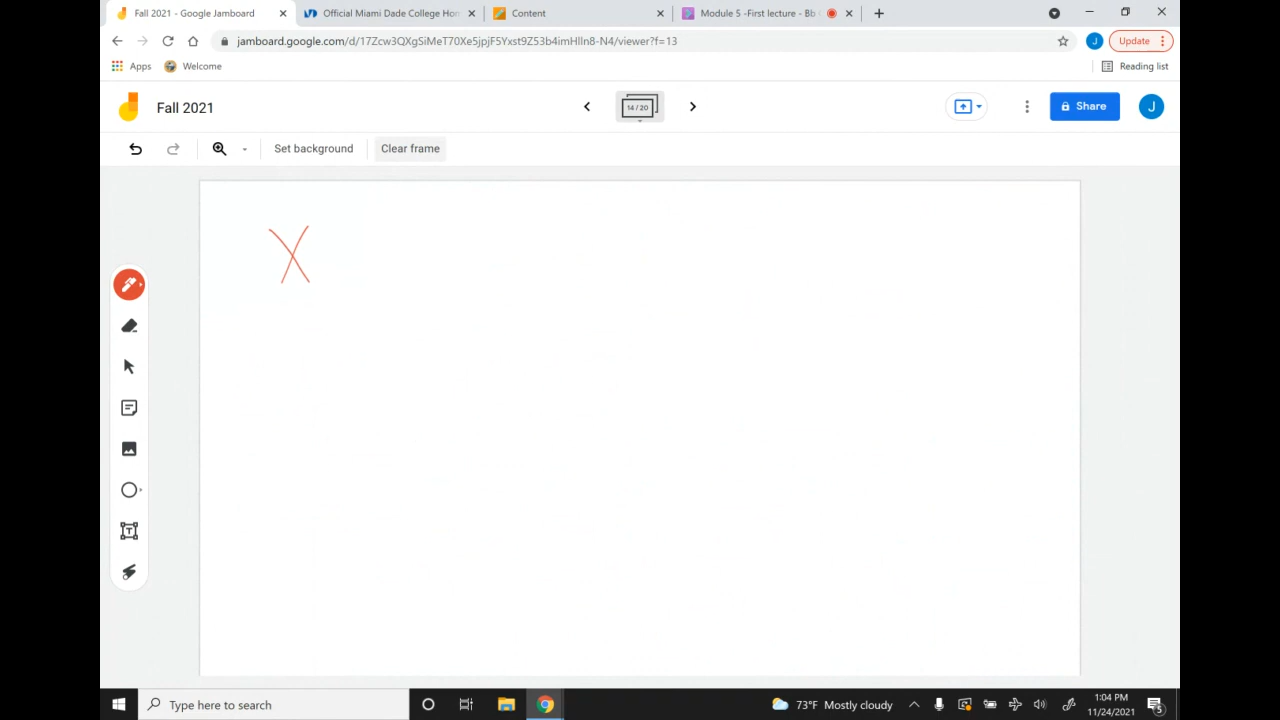 Fall 2021 - Google Jamboard
Official Miami Dade College Hom
Content
Module 5 -First lecture - Bb C
jamboard.google.com/d/17Zcw3QXgSiMeT70Xe5jpjF5Yxst9Z53b4imHlln8-N4/viewer?f=13
J
Update
Apps
Welcome
Reading list
Fall 2021
14 / 20
Share
J
Set background
Clear frame
X
T
Type here to search
73°F Mostly cloudy
1:04 PM
11/24/2021
5